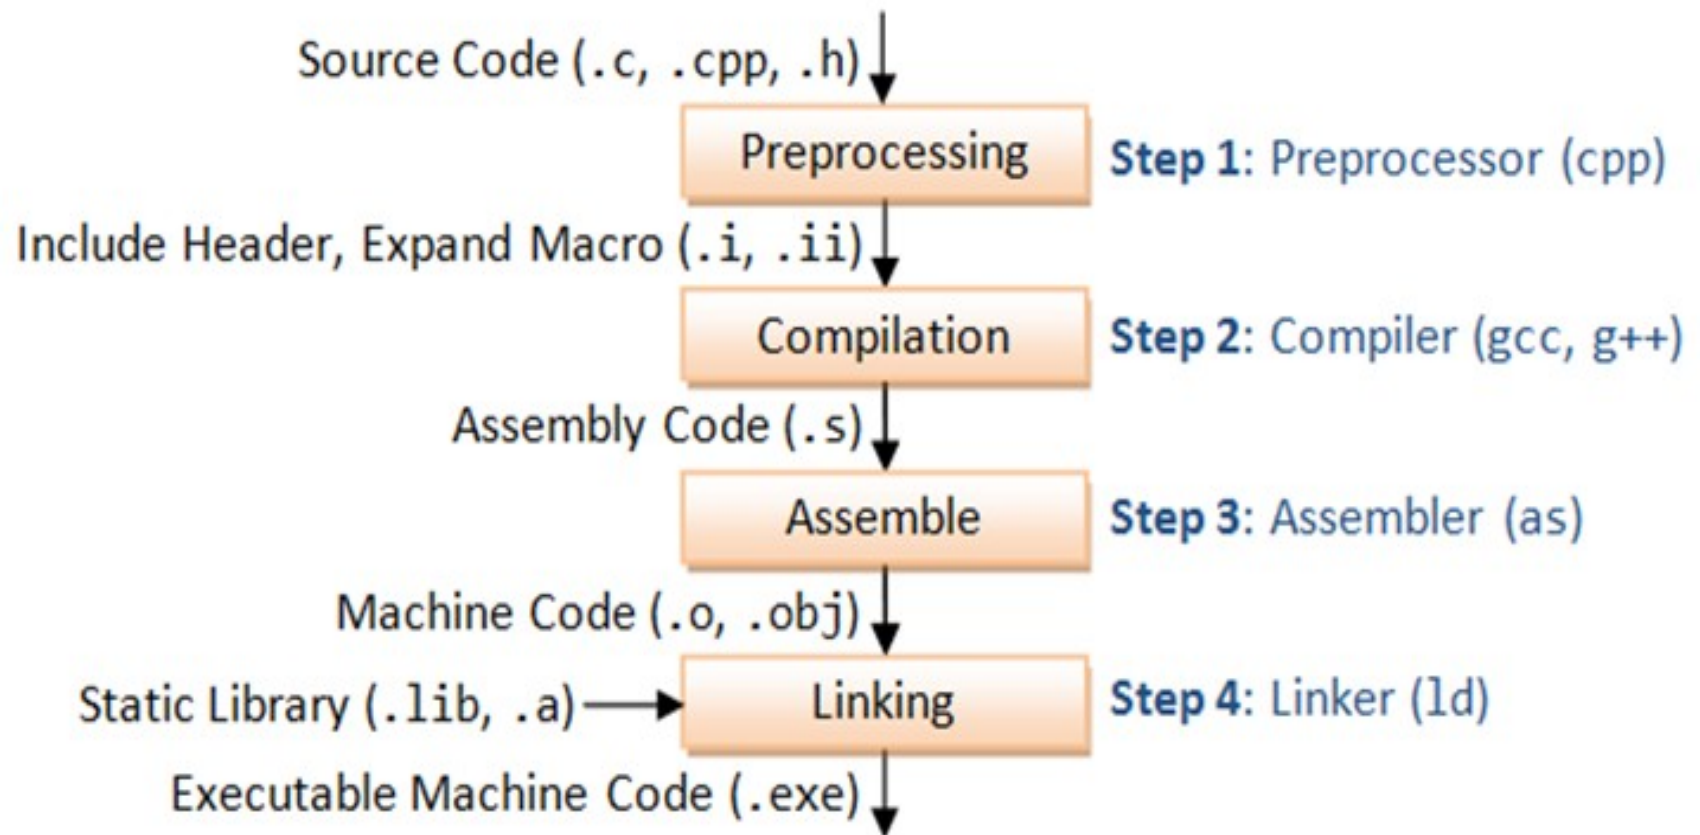 Source Code (.c, .cpp, .h)
Preprocessing
Step 1: Preprocessor (cpp)
Include Header, Expand Macro (.i, .ii)
Compilation
Step 2: Compiler (gcc, g++)
Assembly Code (.s)
Assemble
Step 3: Assembler (as)
Machine Code (.o, .obj)
Static Library (.lib, .a)
Linking
Step 4: Linker (ld)
Executable Machine Code (.exe)